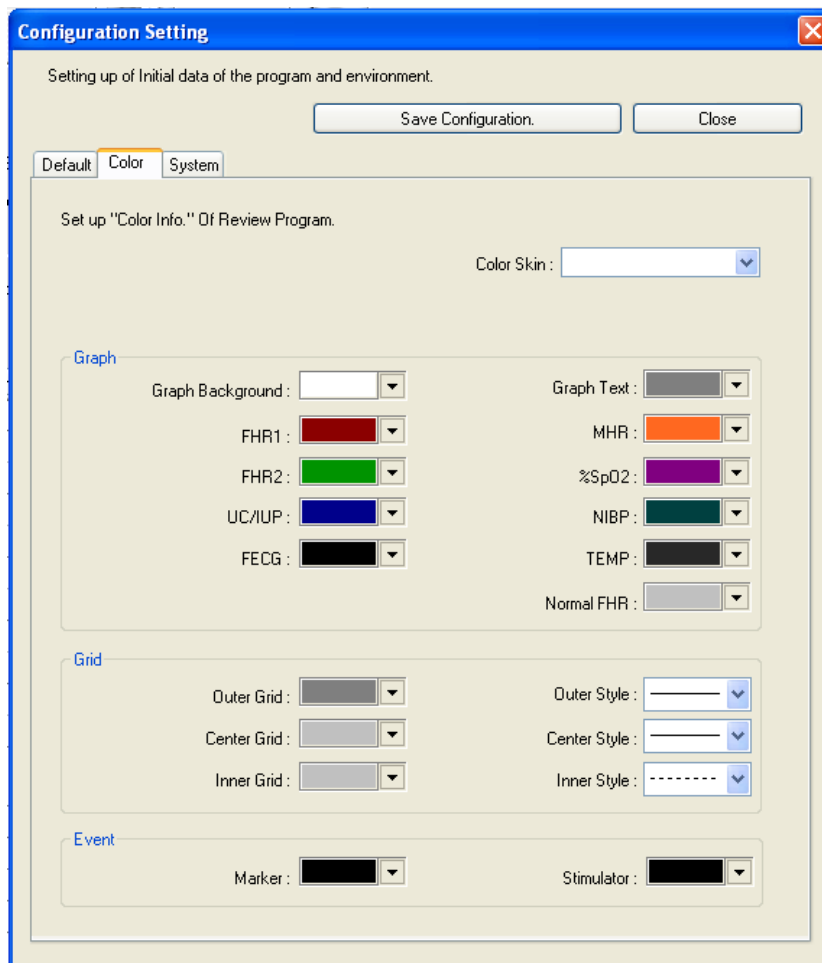 Configuration Setting
Setting up of Initial data of the program and environment.
Save Configuration. Close
Default Color System
Set up "Color Info." Of Review Program.
Color Skin :
Graph
Graph Background : Graph Text :
FHR1 : MHR :
FHR2 : %SpO2 :
UC/IUP : NIBP :
FECG : TEMP :
Normal FHR :
Grid
Outer Grid : Outer Style :
Center Grid : Center Style :
Inner Grid : Inner Style :
Event
Marker : Stimulator :